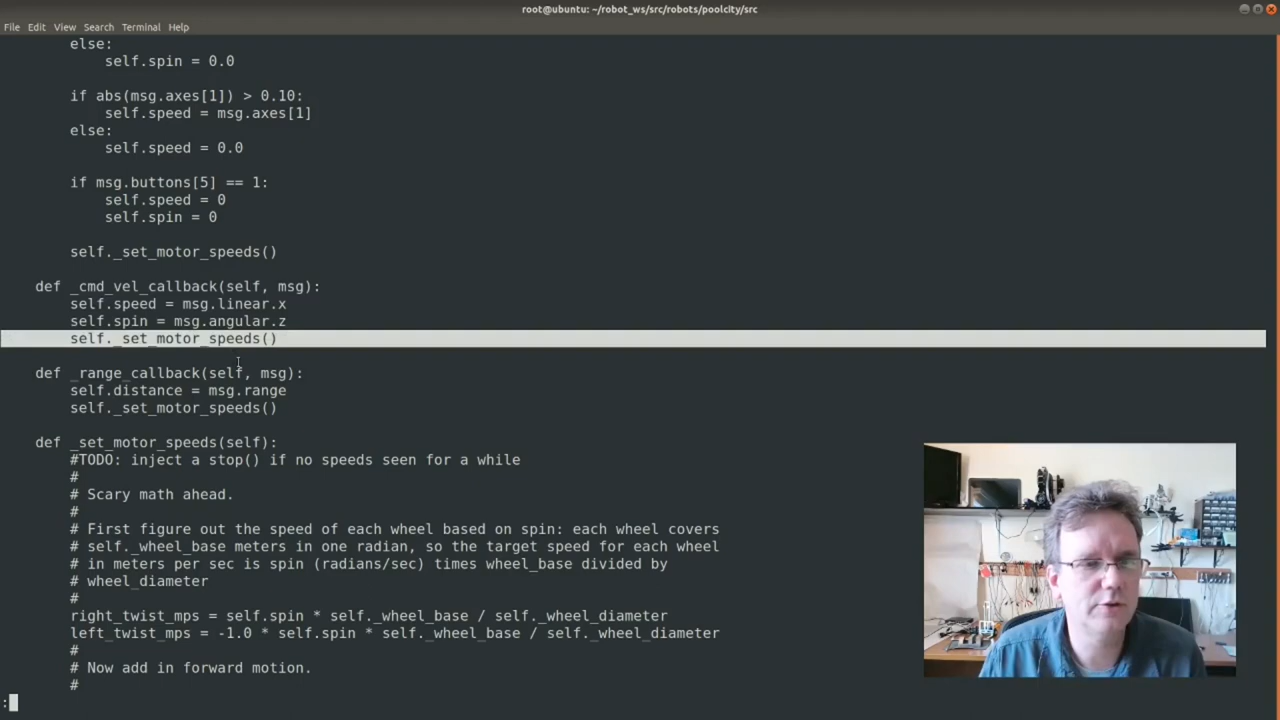 root@ubuntu: ~/robot_ws/src/robots/poolcity/src
File Edit View Search Terminal Help
else:
self.spin = 0.0
if abs(msg.axes[1]) > 0.10:
self.speed = msg.axes[1]
else:
self.speed = 0.0
if msg.buttons[5] == 1:
self.speed = 0
self.spin = 0
self._set_motor_speeds()
def _cmd_vel_callback(self, msg):
self.speed = msg.linear.x
self.spin = msg.angular.z
self._set_motor_speeds()
def _range_callback(self, msg):
self.distance = msg.range
self._set_motor_speeds()
def _set_motor_speeds(self):
#TODO: inject a stop() if no speeds seen for a while
#
# Scary math ahead.
#
# First figure out the speed of each wheel based on spin: each wheel covers
# self._wheel_base meters in one radian, so the target speed for each wheel
# in meters per sec is spin (radians/sec) times wheel_base divided by
# wheel_diameter
#
right_twist_mps = self.spin * self._wheel_base / self._wheel_diameter
left_twist_mps = -1.0 * self.spin * self._wheel_base / self._wheel_diameter
#
# Now add in forward motion.
#
: